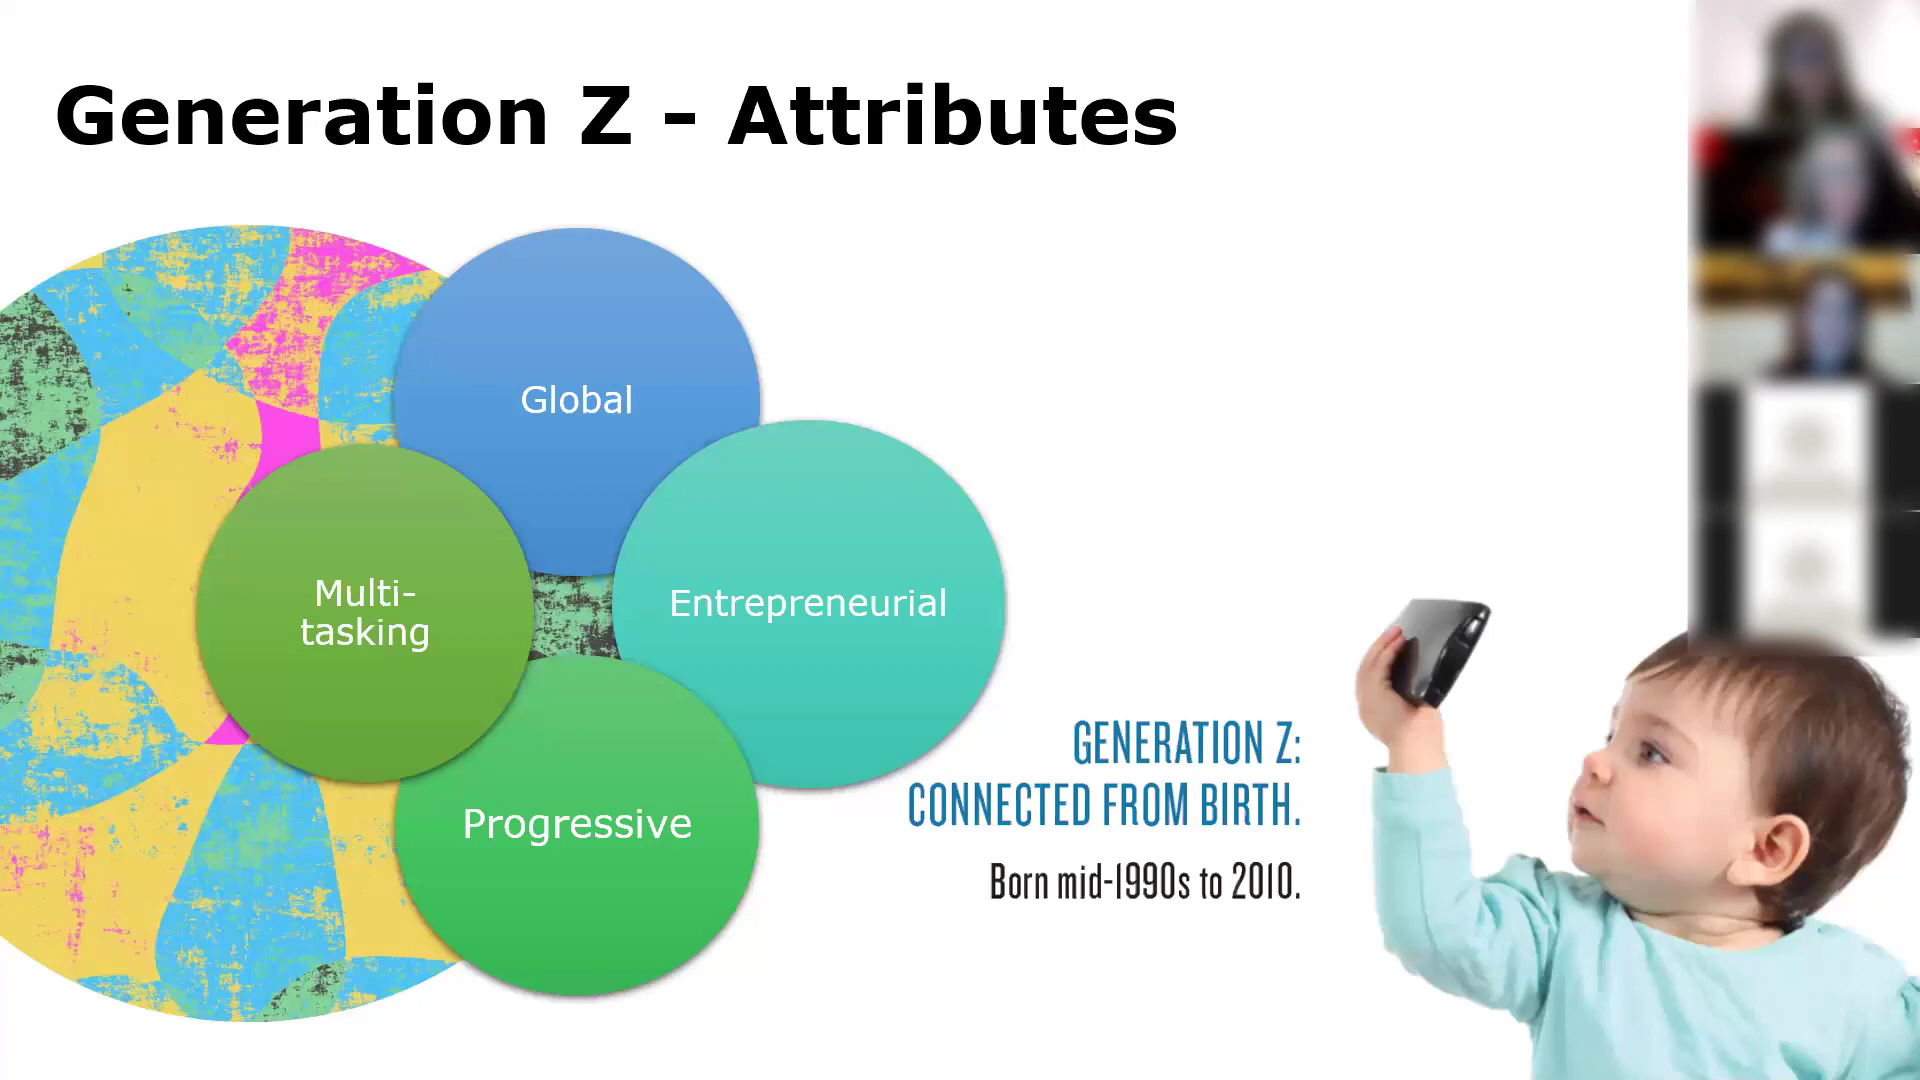 Generation Z - Attributes
Global
Entrepreneurial
Multi-
tasking
Progressive
GENERATION Z:
CONNECTED FROM BIRTH.
Born mid-1990s to 2010.